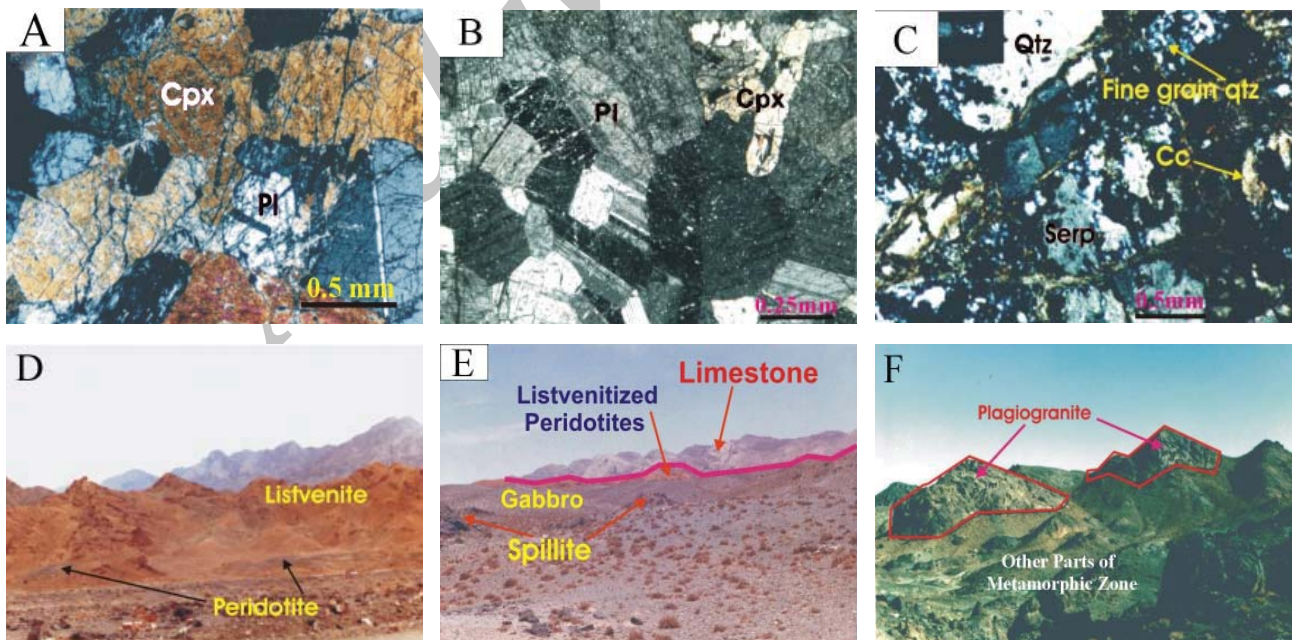 A
Cpx
Pl
0.5 mm
B
Pl
Cpx
0.25mm
C
Qtz
Fine grain qtz
Cc
Serp
0.5mm
D
Listvenite
Peridotite
E
Limestone
Listvenitized
Peridotites
Gabbro
Spillite
F
Plagiogranite
Other Parts of
Metamorphic Zone